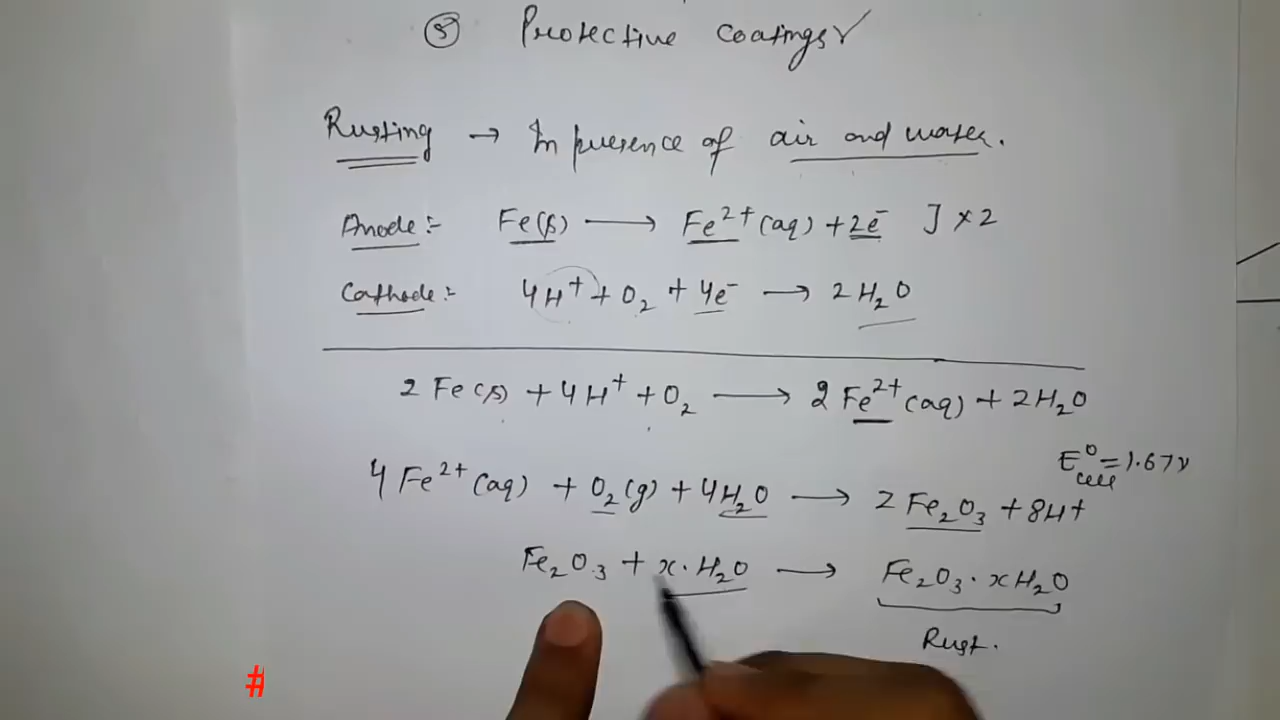 ⑤ Protective coatings✓
Rusting → In presence of air and water.
Anode:- Fe(s) ⟶ Fe²⁺(aq) + 2e⁻ ] × 2
Cathode:- 4H⁺ + O₂ + 4e⁻ ⟶ 2H₂O
2Fe(s) + 4H⁺ + O₂ ⟶ 2Fe²⁺(aq) + 2H₂O
E⁰cell = 1.67v
4Fe²⁺(aq) + O₂(g) + 4H₂O ⟶ 2Fe₂O₃ + 8H+
Fe₂O₃ + x·H₂O ⟶ Fe₂O₃·xH₂O
Rust.
#